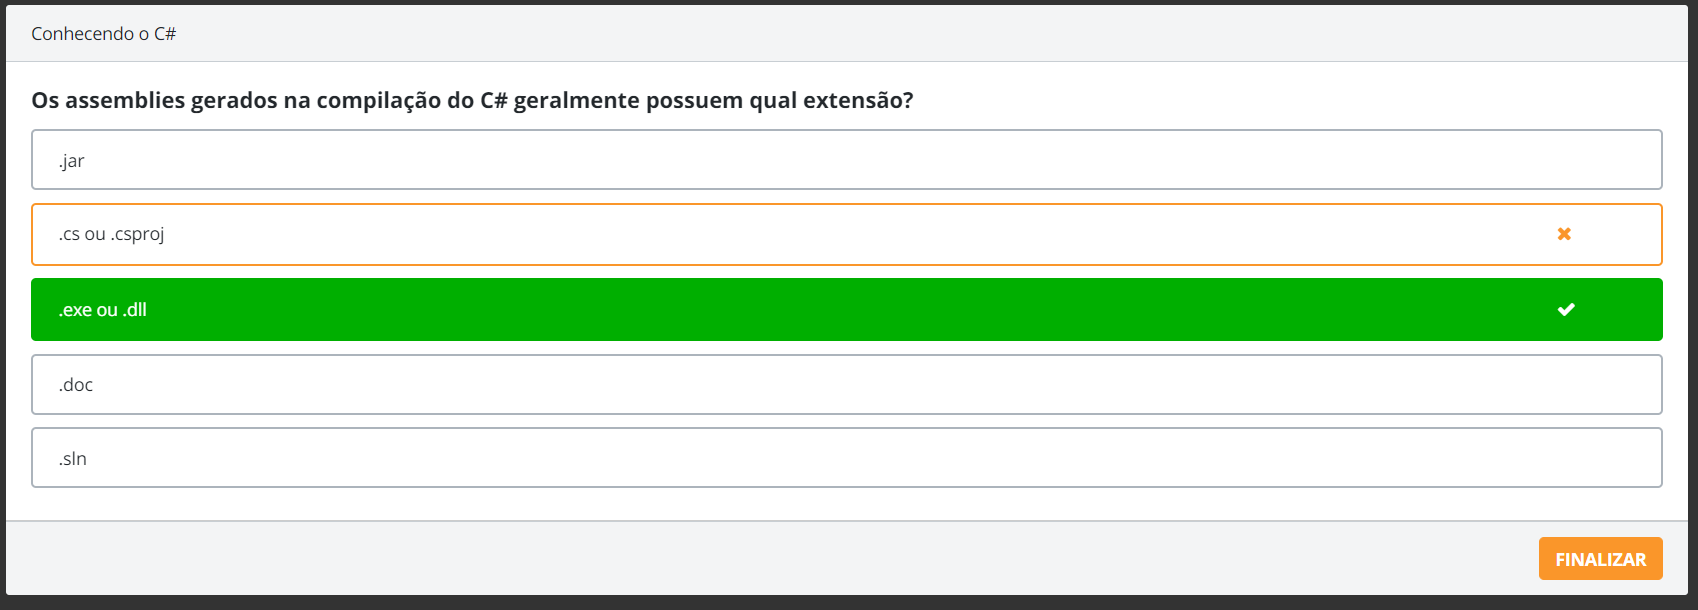 Conhecendo o C#
Os assemblies gerados na compilação do C# geralmente possuem qual extensão?
.jar
.cs ou .csproj
.exe ou .dll
.doc
.sln
FINALIZAR